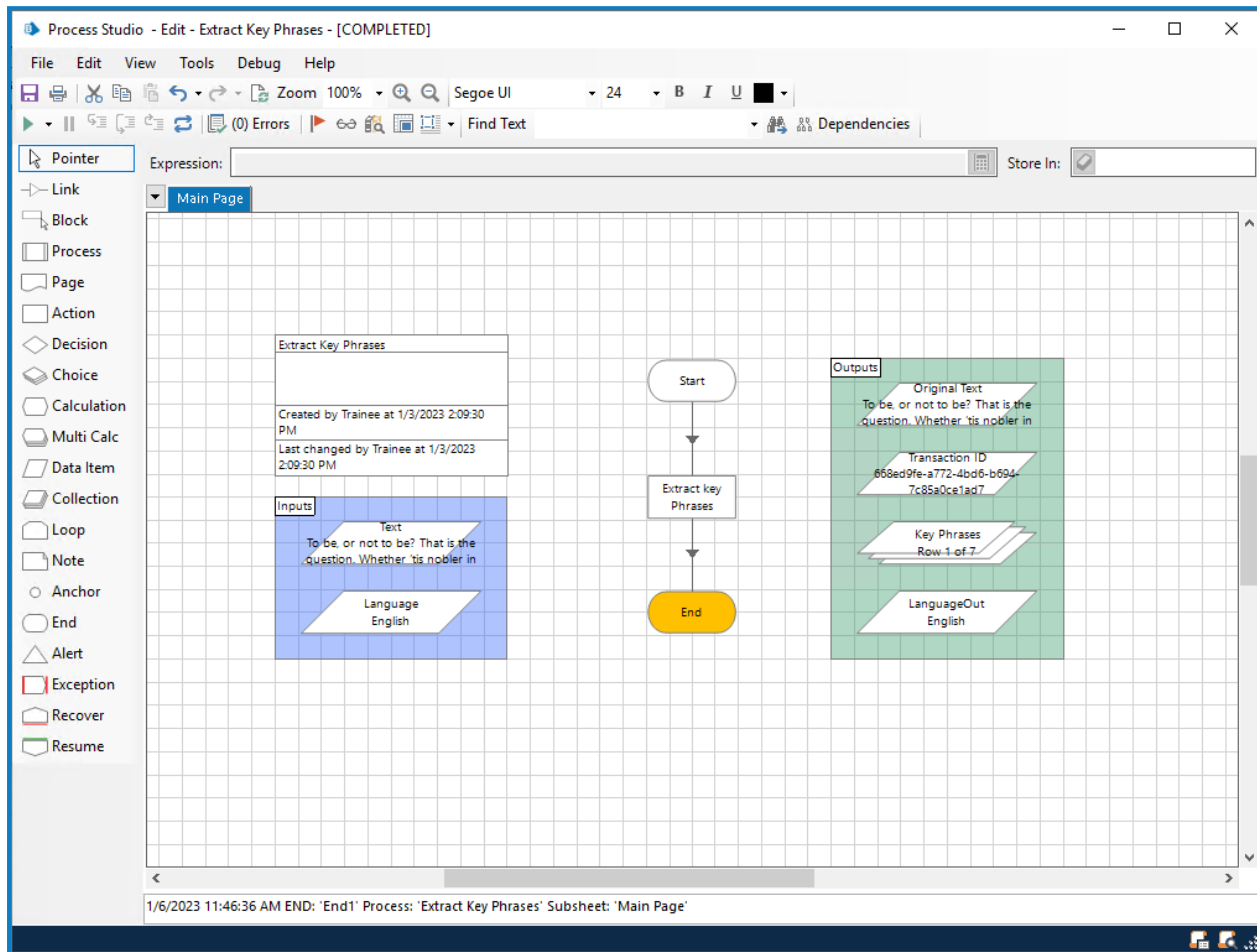 Process Studio - Edit - Extract Key Phrases - [COMPLETED]
File Edit View Tools Debug Help
Zoom 100% Segoe UI 24 B I U
(0) Errors Find Text Dependencies
Pointer
Link
Block
Process
Page
Action
Decision
Choice
Calculation
Multi Calc
Data Item
Collection
Loop
Note
Anchor
End
Alert
Exception
Recover
Resume
Expression:
Store In:
Main Page
Extract Key Phrases
Created by Trainee at 1/3/2023 2:09:30
PM
Last changed by Trainee at 1/3/2023
2:09:30 PM
Inputs
Text
To be, or not to be? That is the
question. Whether 'tis nobler in
Language
English
Start
Extract key
Phrases
End
Outputs
Original Text
To be, or not to be? That is the
question. Whether 'tis nobler in
Transaction ID
668ed9fe-a772-4bd6-b694-
7c85a0ce1ad7
Key Phrases
Row 1 of 7
LanguageOut
English
1/6/2023 11:46:36 AM END: 'End1' Process: 'Extract Key Phrases' Subsheet: 'Main Page'